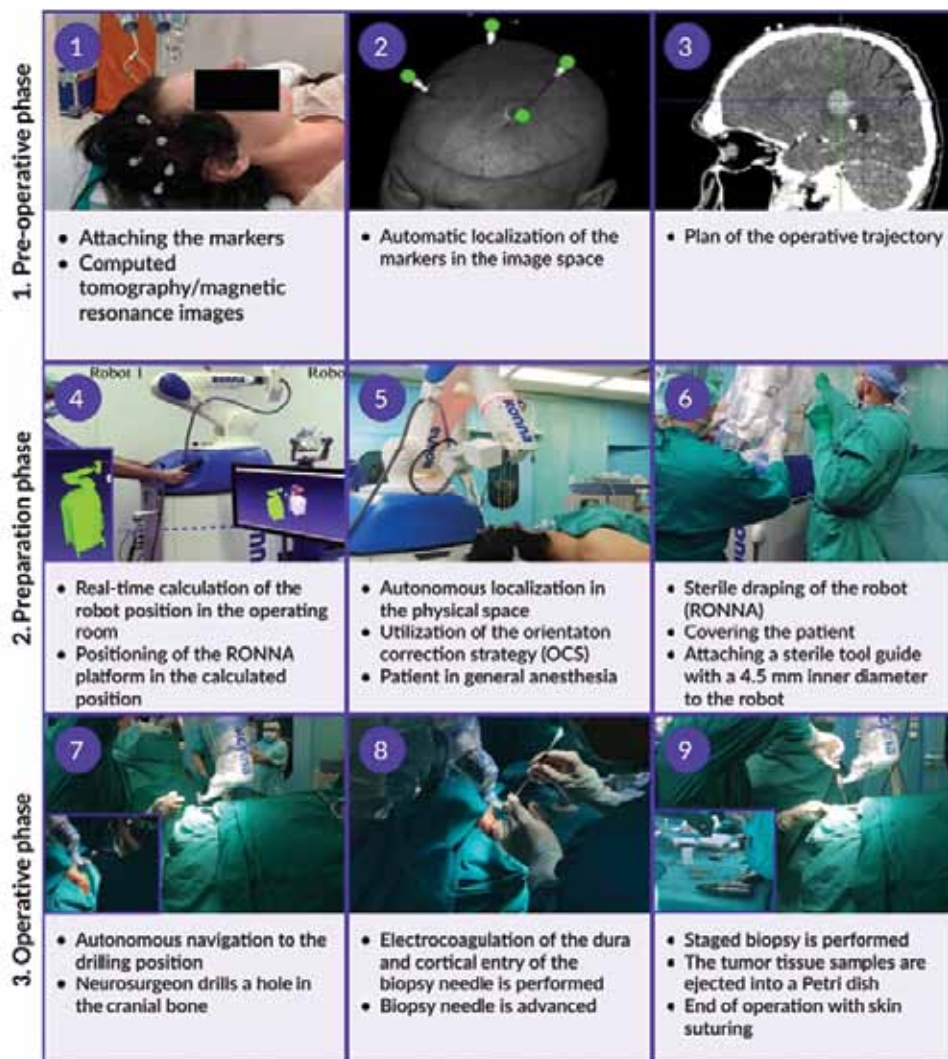 1. Pre-operative phase
1
2
3
• Attaching the markers
• Computed
tomography/magnetic
resonance images
• Automatic localization of the
markers in the image space
• Plan of the operative trajectory
2. Preparation phase
4
Robot 1
Robo
RONNA
5
RONNA
6
• Real-time calculation of the
robot position in the operating
room
• Positioning of the RONNA
platform in the calculated
position
• Autonomous localization in
the physical space
• Utilization of the orientaton
correction strategy (OCS)
• Patient in general anesthesia
• Sterile draping of the robot
(RONNA)
• Covering the patient
• Attaching a sterile tool guide
with a 4.5 mm inner diameter
to the robot
3. Operative phase
7
8
9
• Autonomous navigation to the
drilling position
• Neurosurgeon drills a hole in
the cranial bone
• Electrocoagulation of the dura
and cortical entry of the
biopsy needle is performed
• Biopsy needle is advanced
• Staged biopsy is performed
• The tumor tissue samples are
ejected into a Petri dish
• End of operation with skin
suturing